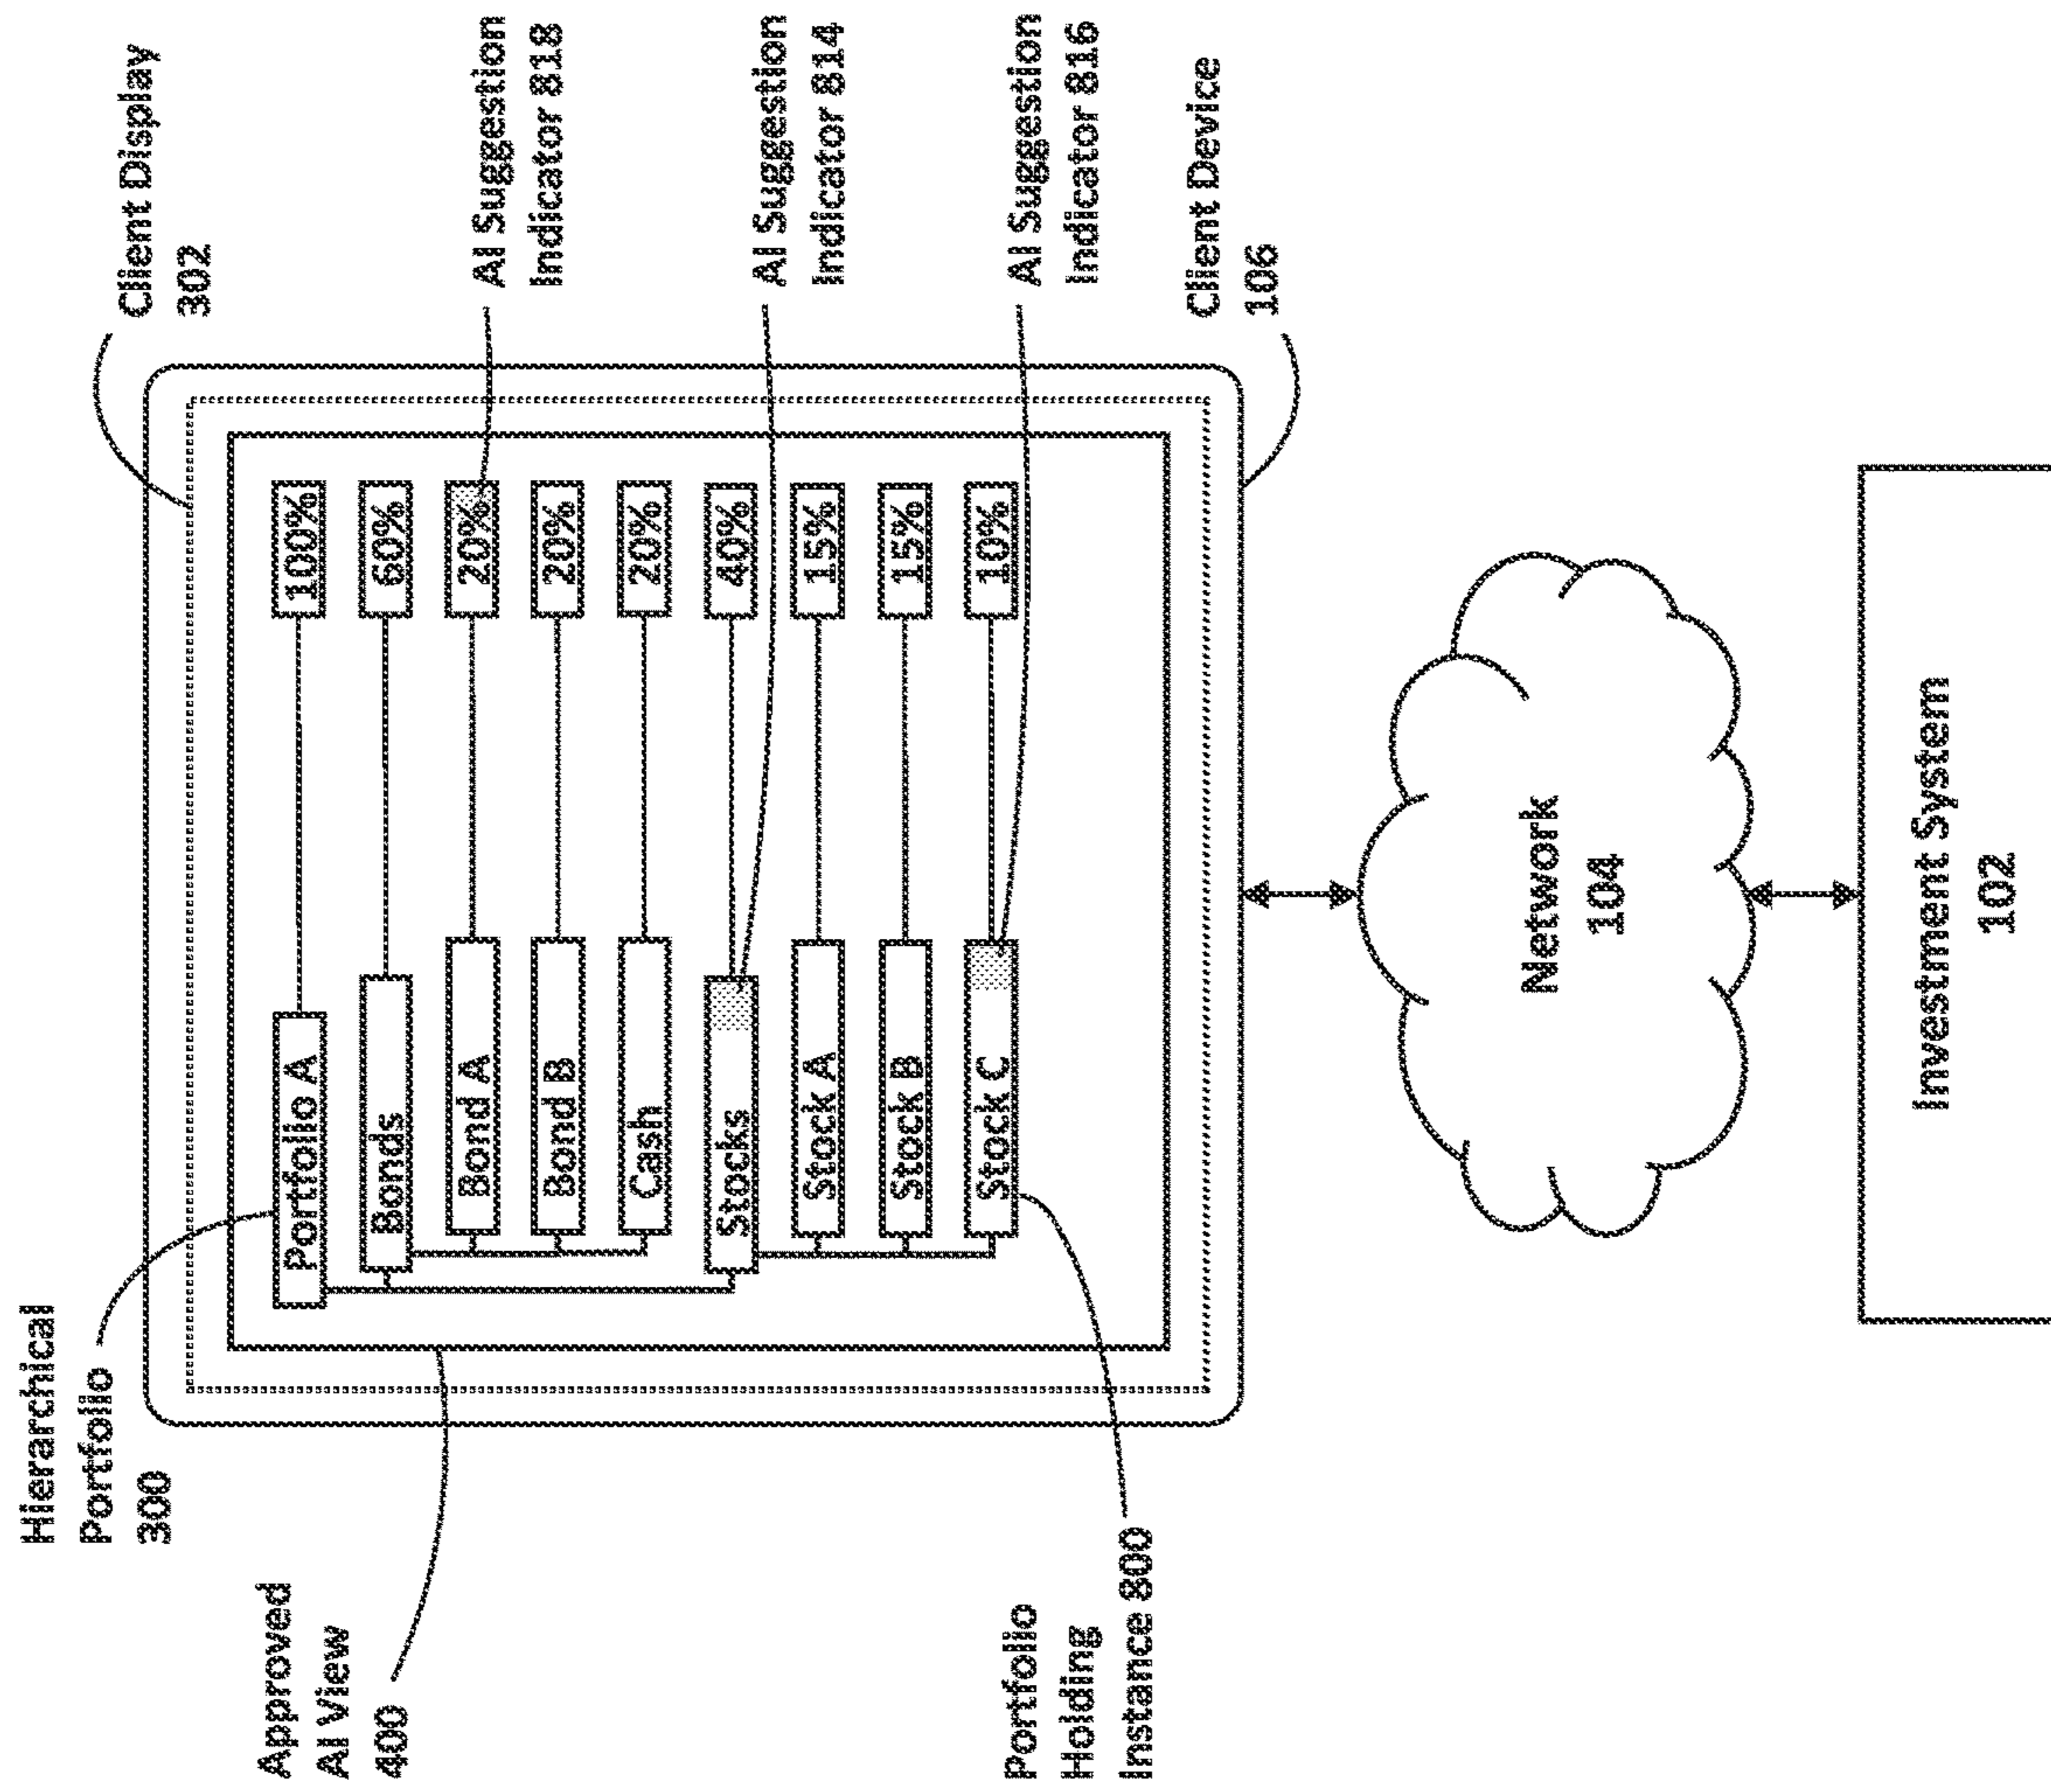 Hierarchical
Portfolio
300
Client Display
302
Approved
AI View
400
Portfolio A
100%
Bonds
60%
Bond A
20%
AI Suggestion
Indicator 818
Bond B
20%
Cash
20%
Stocks
40%
AI Suggestion
Indicator 814
Stock A
15%
Stock B
15%
Stock C
10%
AI Suggestion
Indicator 816
Portfolio
Holding
Instance 800
Client Device
106
Network
104
Investment System
102